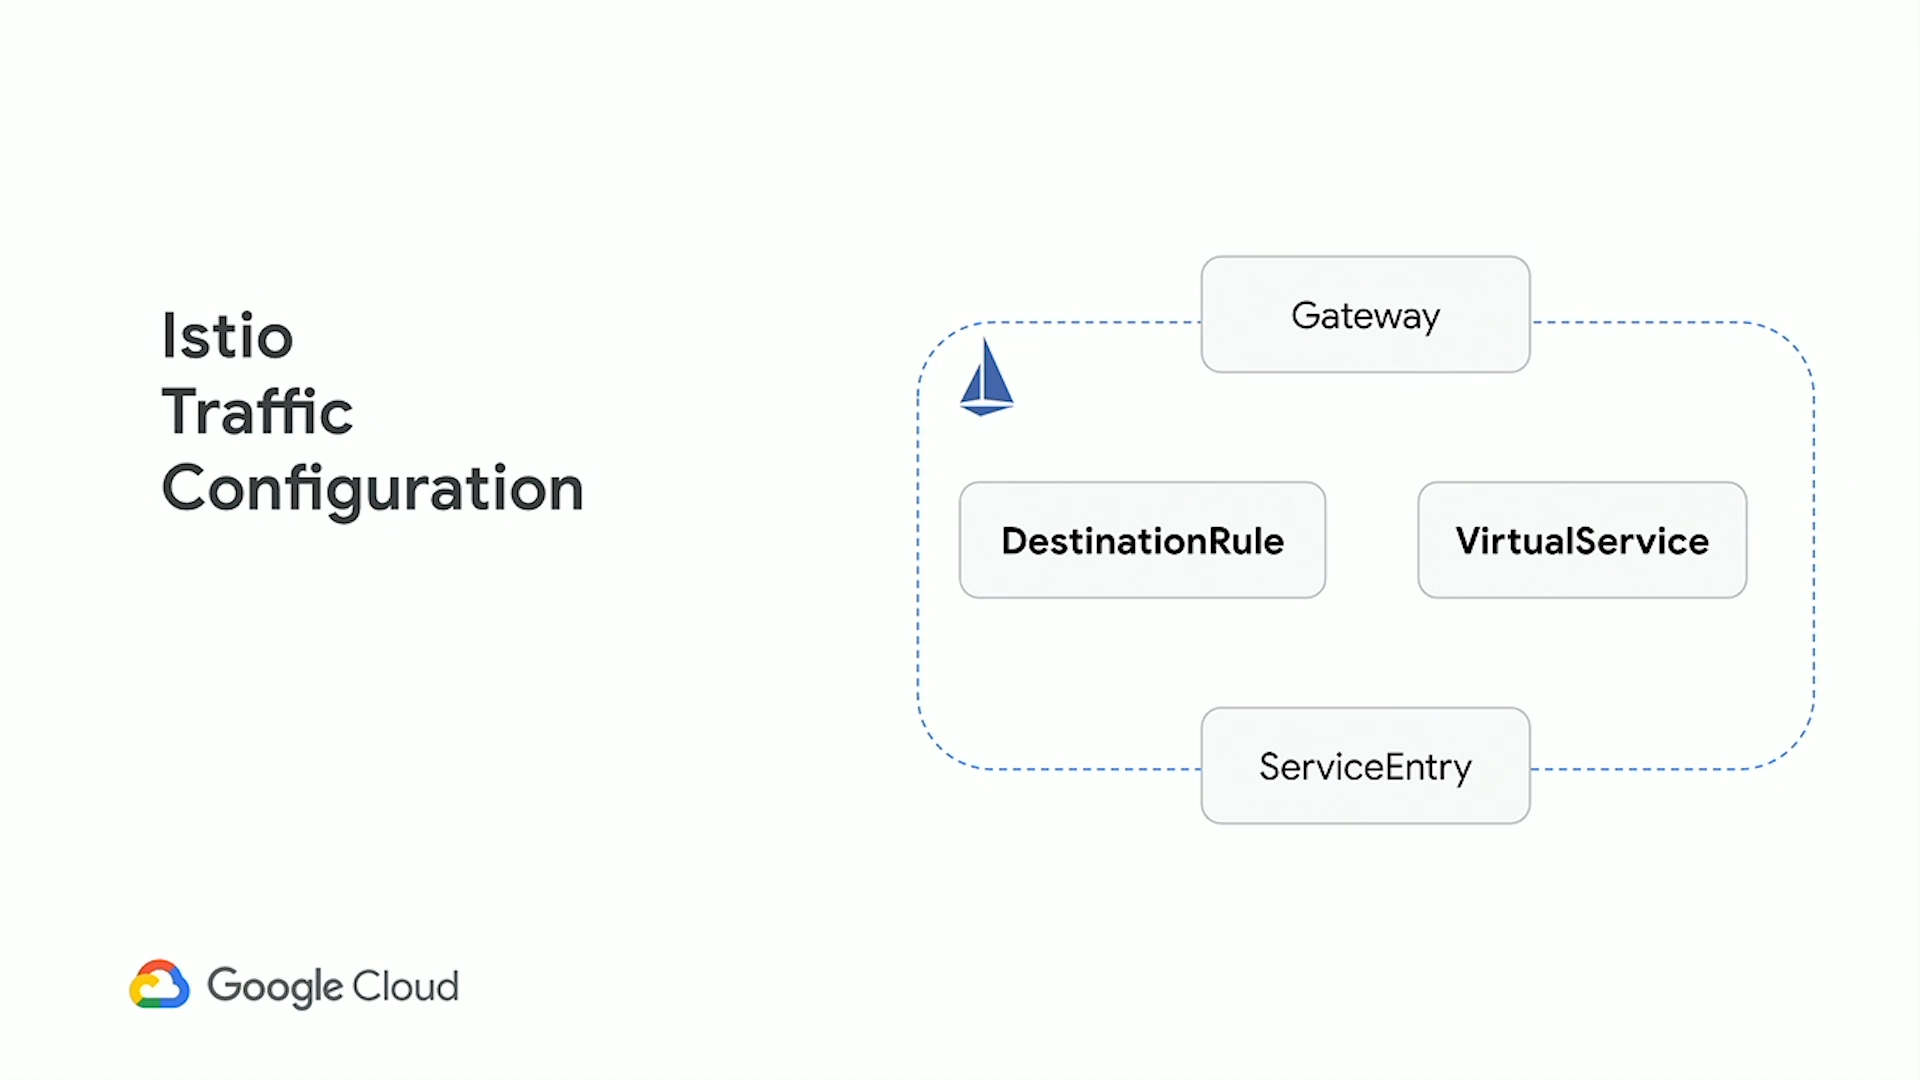 Istio
Traffic
Configuration
Gateway
DestinationRule
VirtualService
ServiceEntry
Google Cloud